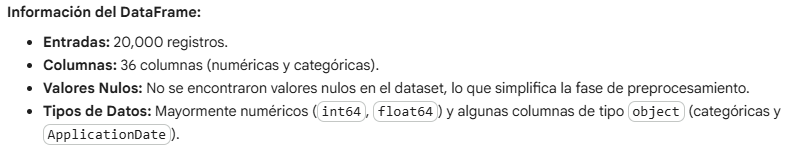 Información del DataFrame:
• Entradas: 20,000 registros.
• Columnas: 36 columnas (numéricas y categóricas).
• Valores Nulos: No se encontraron valores nulos en el dataset, lo que simplifica la fase de preprocesamiento.
• Tipos de Datos: Mayormente numéricos (int64, float64) y algunas columnas de tipo object (categóricas y
ApplicationDate).